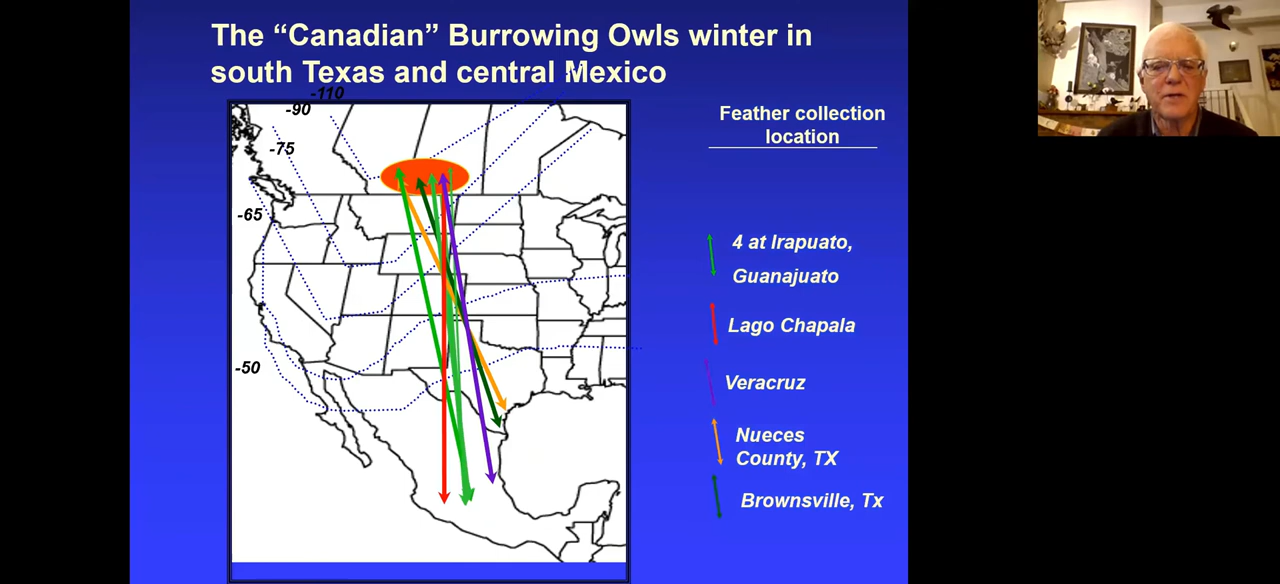 The “Canadian” Burrowing Owls winter in
south Texas and central Mexico
-110
-90
-75
-65
-50
Feather collection
location
4 at Irapuato,
Guanajuato
Lago Chapala
Veracruz
Nueces
County, TX
Brownsville, Tx